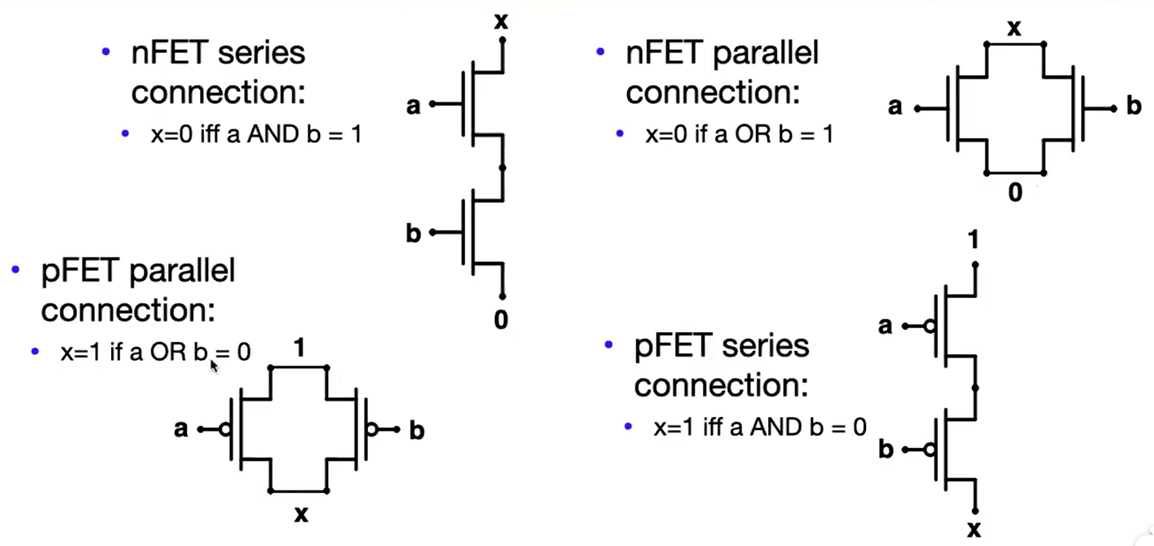 nFET series
connection:
x=0 iff a AND b = 1
x
a
b
0
nFET parallel
connection:
x=0 if a OR b = 1
x
a
b
0
pFET parallel
connection:
x=1 if a OR b = 0
1
a
b
x
pFET series
connection:
x=1 iff a AND b = 0
1
a
b
x